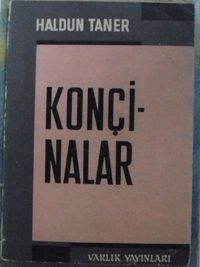 HALDUN TANER
KONÇİ-
NALAR
VARLIK YAYINLARI